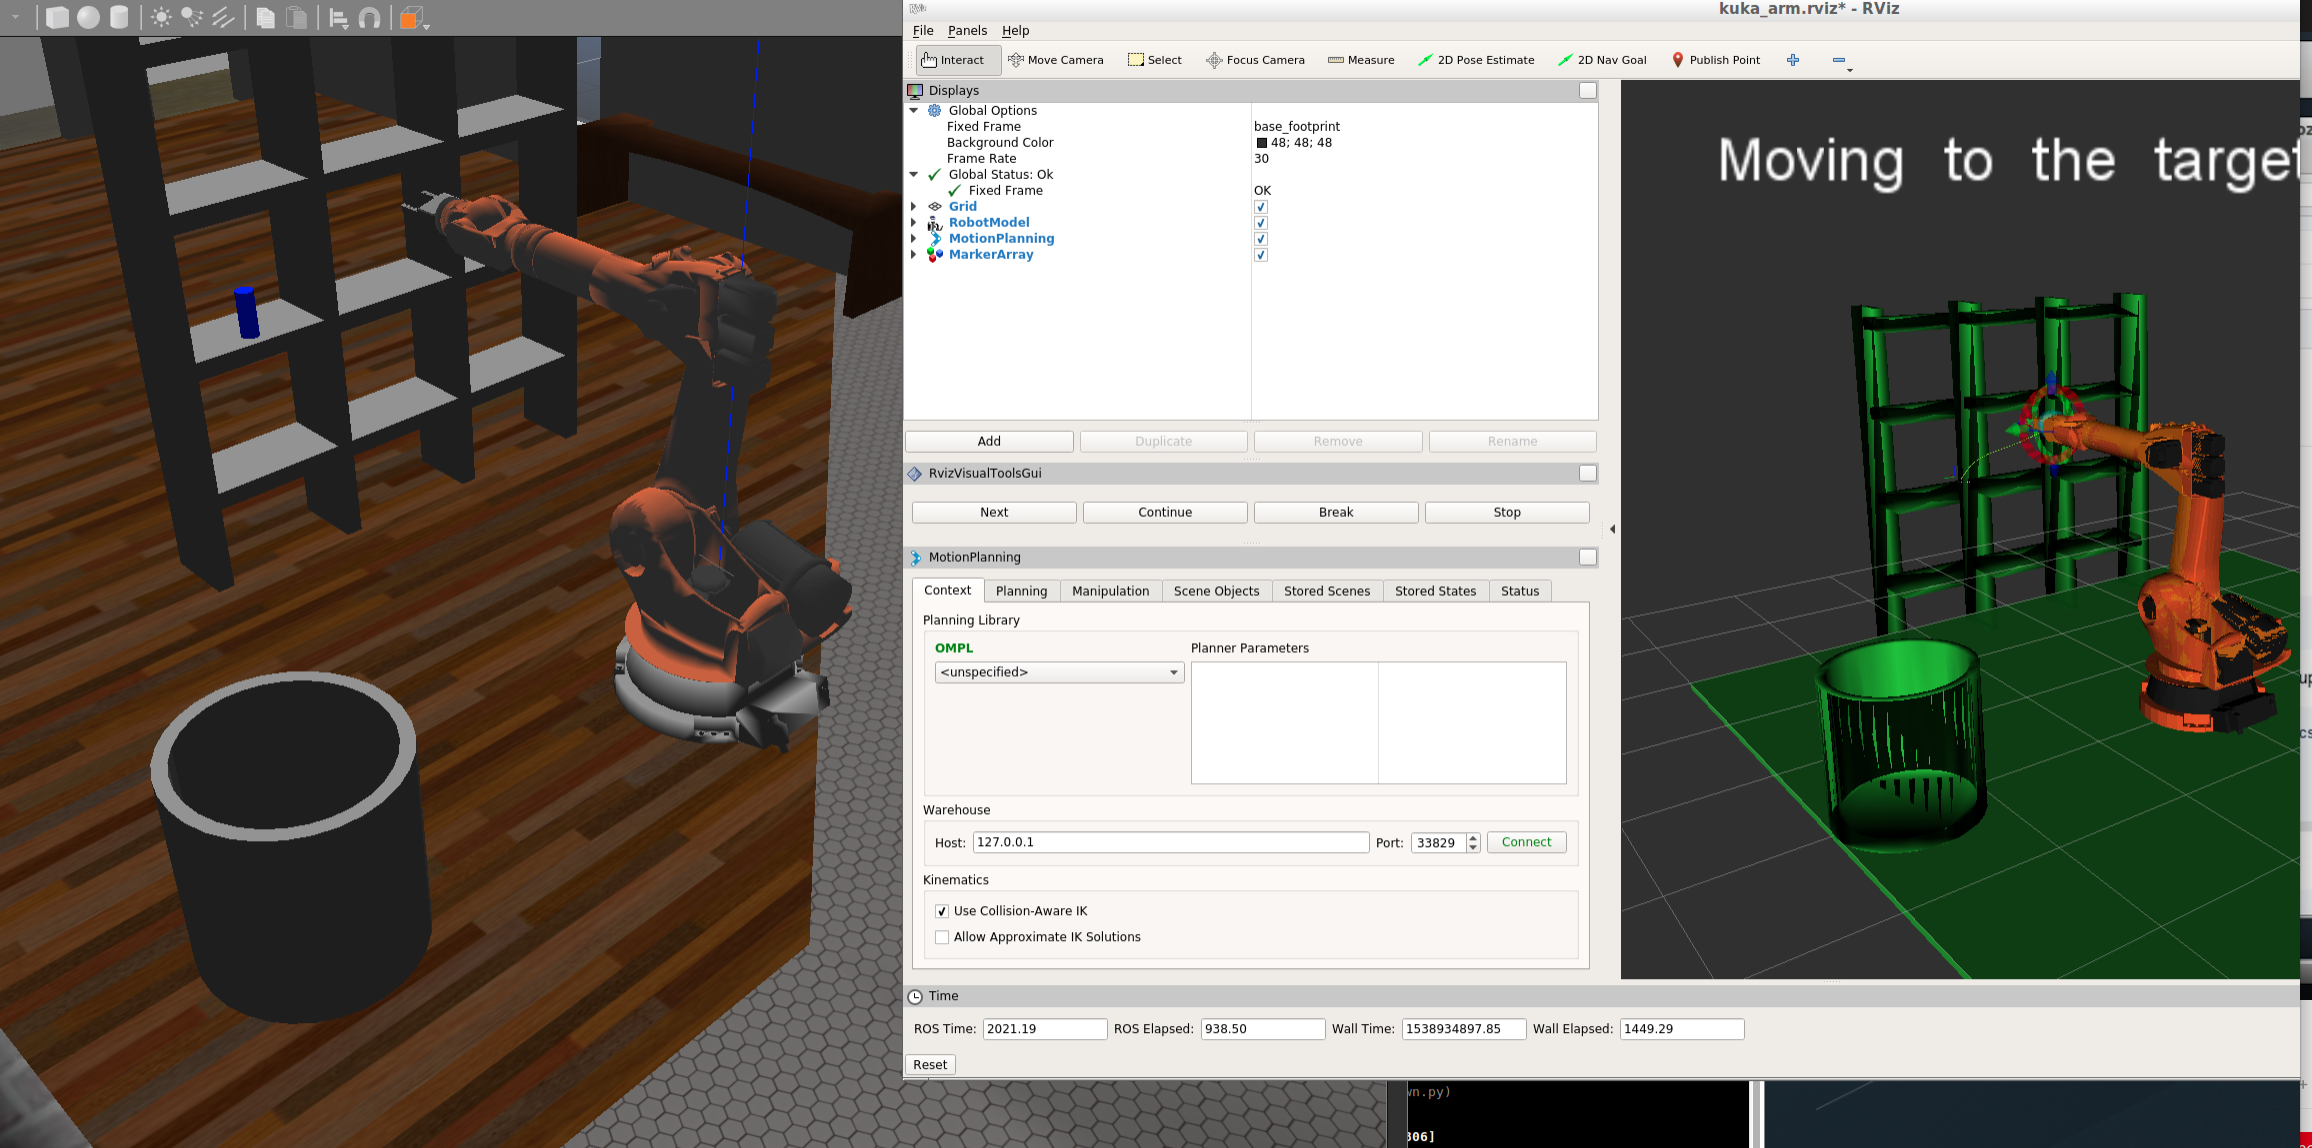 kuka_arm.rviz* - RViz
File Panels Help
Interact Move Camera Select Focus Camera Measure 2D Pose Estimate 2D Nav Goal Publish Point
Displays
Global Options
Fixed Frame base_footprint
Background Color 48; 48; 48
Frame Rate 30
Global Status: Ok
Fixed Frame OK
Grid
RobotModel
MotionPlanning
MarkerArray
Add Duplicate Remove Rename
RvizVisualToolsGui
Next Continue Break Stop
MotionPlanning
Context Planning Manipulation Scene Objects Stored Scenes Stored States Status
Planning Library
OMPL Planner Parameters
<unspecified>
Warehouse
Host: 127.0.0.1 Port: 33829 Connect
Kinematics
Use Collision-Aware IK
Allow Approximate IK Solutions
Moving to the target
Time
ROS Time: 2021.19 ROS Elapsed: 938.50 Wall Time: 1538934897.85 Wall Elapsed: 1449.29
Reset
wn.py)
306]